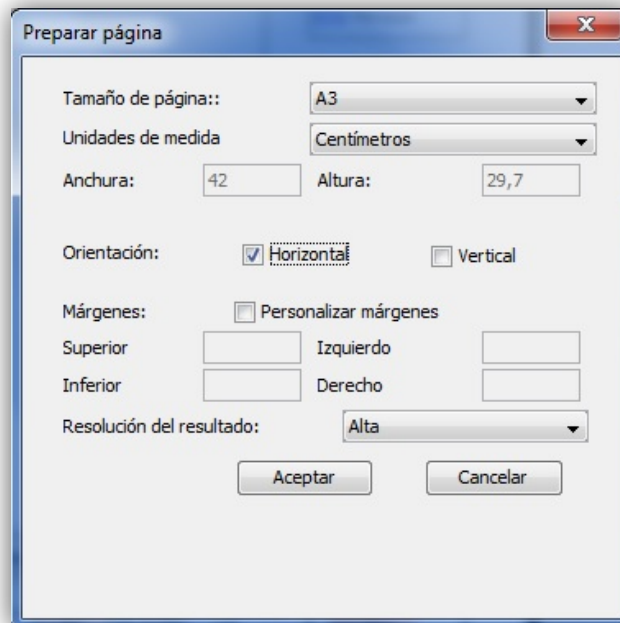 Preparar página
Tamaño de página:: A3
Unidades de medida Centímetros
Anchura: 42 Altura: 29,7
Orientación: Horizontal Vertical
Márgenes: Personalizar márgenes
Superior Izquierdo
Inferior Derecho
Resolución del resultado: Alta
Aceptar Cancelar